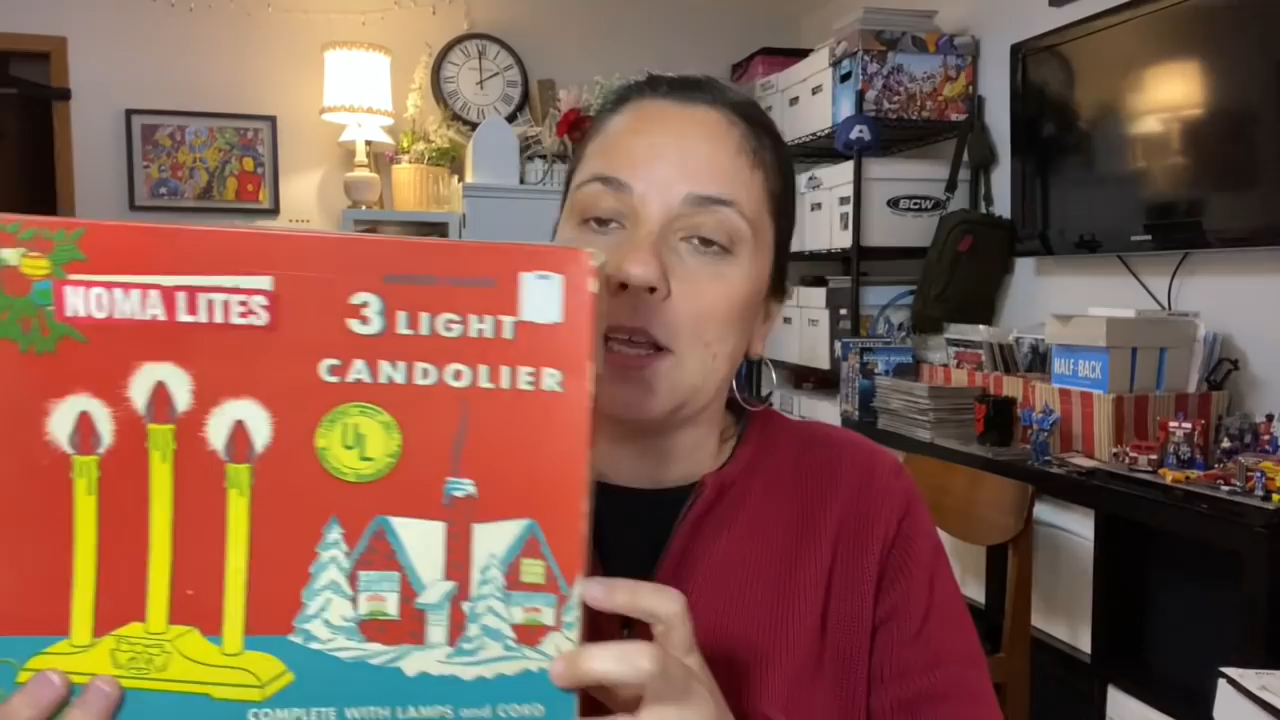 NOMA LITES
3 LIGHT
CANDOLIER
UL
COMPLETE WITH LAMPS and CORD
A
BCW
HALF-BACK